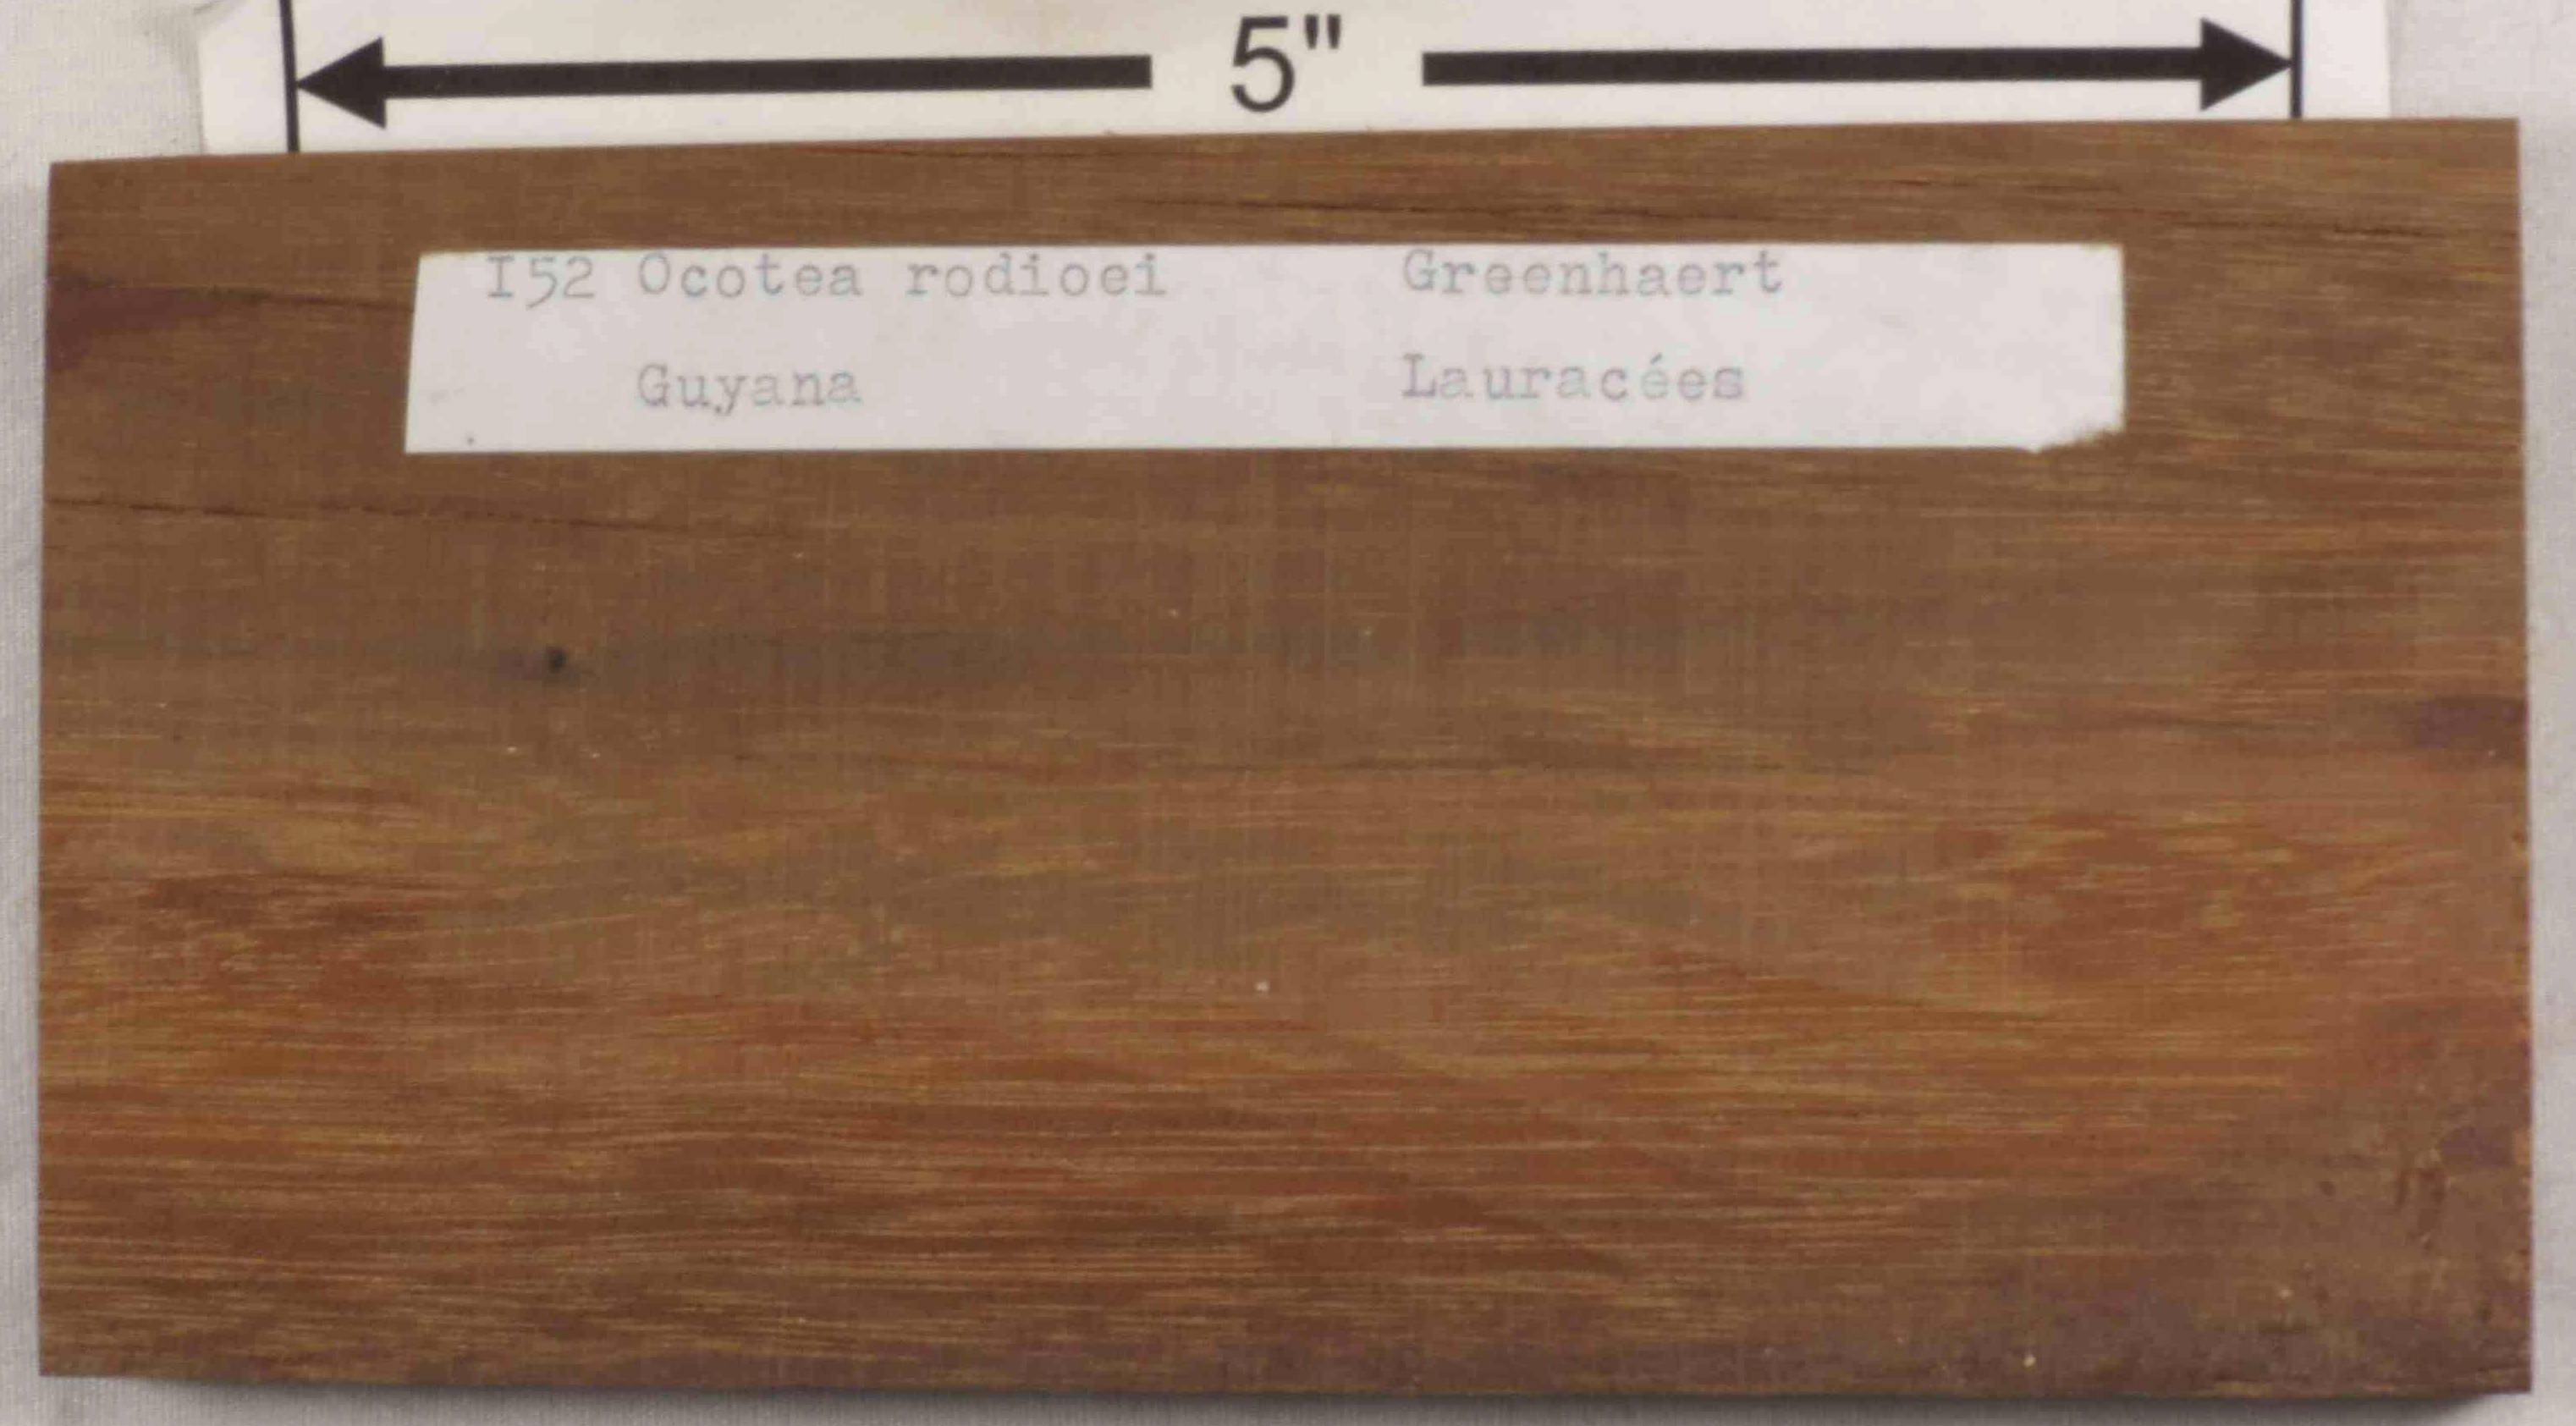 5"
I52 Ocotea rodioei Greenhaert
Guyana Lauracées